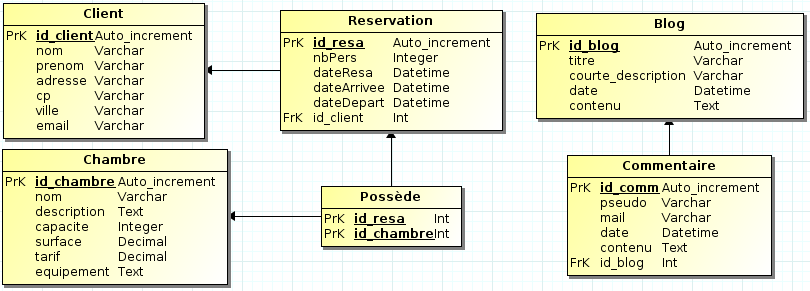 Client
PrK id_client Auto_increment
nom Varchar
prenom Varchar
adresse Varchar
cp Varchar
ville Varchar
email Varchar
Reservation
PrK id_resa Auto_increment
nbPers Integer
dateResa Datetime
dateArrivee Datetime
dateDepart Datetime
FrK id_client Int
Blog
PrK id_blog Auto_increment
titre Varchar
courte_description Varchar
date Datetime
contenu Text
Chambre
PrK id_chambre Auto_increment
nom Varchar
description Text
capacite Integer
surface Decimal
tarif Decimal
equipement Text
Possède
PrK id_resa Int
PrK id_chambre Int
Commentaire
PrK id_comm Auto_increment
pseudo Varchar
mail Varchar
date Datetime
contenu Text
FrK id_blog Int